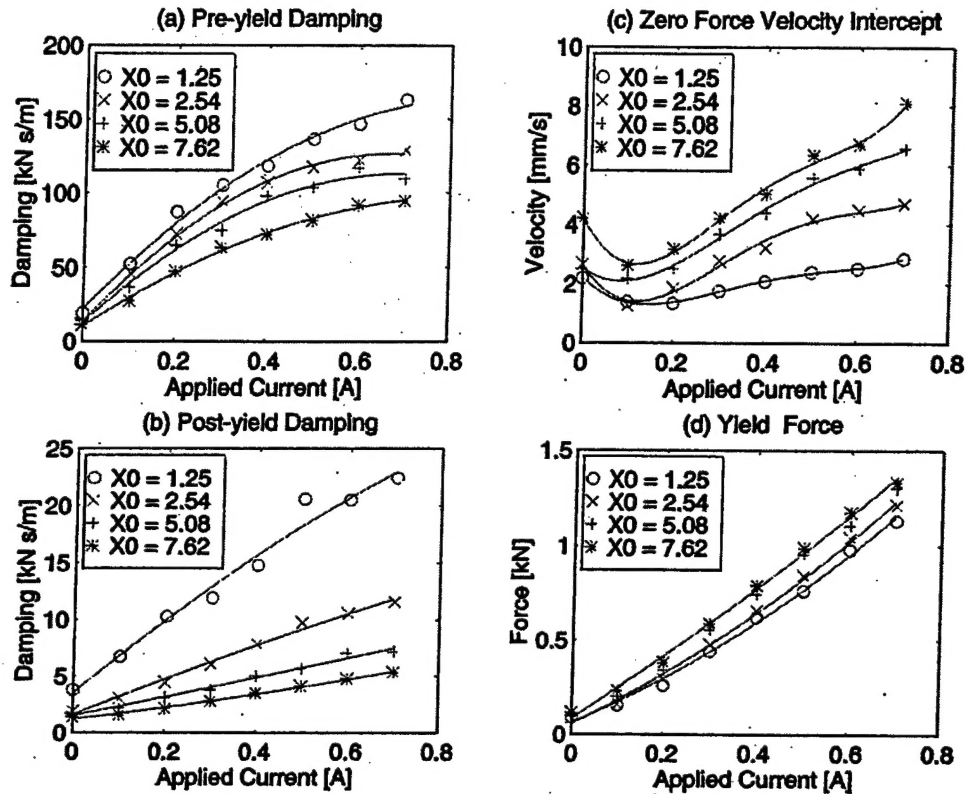 (a) Pre-yield Damping
200
150
100
50
0
Damping [kN s/m]
X0 = 1.25
X0 = 2.54
X0 = 5.08
X0 = 7.62
0 0.2 0.4 0.6 0.8
Applied Current [A]
(c) Zero Force Velocity Intercept
10
8
6
4
2
0
Velocity [mm/s]
X0 = 1.25
X0 = 2.54
X0 = 5.08
X0 = 7.62
0 0.2 0.4 0.6 0.8
Applied Current [A]
(b) Post-yield Damping
25
20
15
10
5
0
Damping [kN s/m]
X0 = 1.25
X0 = 2.54
X0 = 5.08
X0 = 7.62
0 0.2 0.4 0.6 0.8
Applied Current [A]
(d) Yield Force
1.5
1
0.5
0
Force [kN]
X0 = 1.25
X0 = 2.54
X0 = 5.08
X0 = 7.62
0 0.2 0.4 0.6 0.8
Applied Current [A]